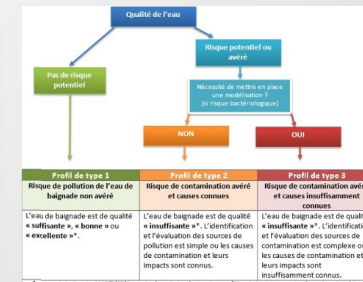 Qualité de l'eau
Risque potentiel ou
avéré
Pas de risque
potentiel
Nécessité de mettre en place
une modélisation ?
(si risque bactériologique)
NON
OUI
Profil de type 1
Risque de pollution de l'eau de
baignade non avéré
L'eau de baignade est de qualité
« suffisante », « bonne » ou
« excellente »*.
Profil de type 2
Risque de contamination avéré
et causes connues
L'eau de baignade est de qualité
« insuffisante »*. L'identification
et l'évaluation des sources de
pollution est simple ou les causes
de contamination et leurs
impacts sont connus.
Profil de type 3
Risque de contamination avér
et causes insuffisamment
connues
L'eau de baignade est de qualit
« insuffisante »*. L'identificatio
et l'évaluation des sources de
contamination est complexe o
les causes de contamination et
leurs impacts sont
insuffisamment connus.